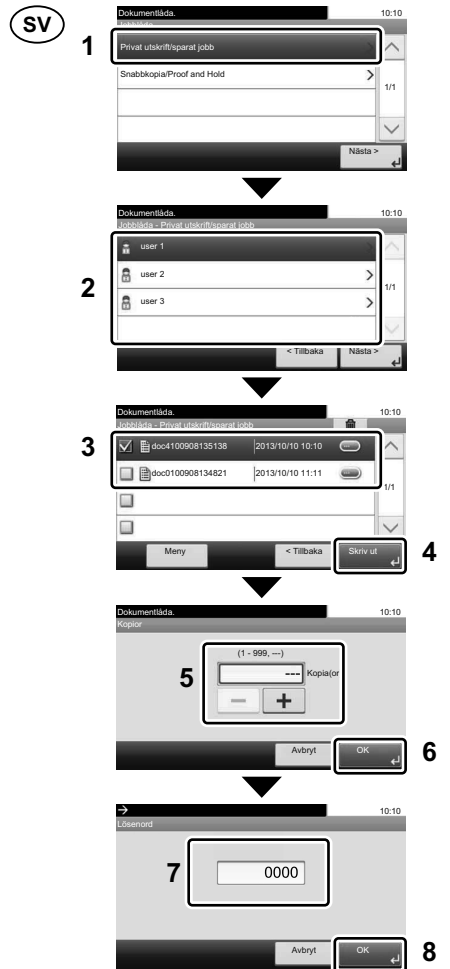 SV
Dokumentlåda. 10:10
Jobblåda
1
Privat utskrift/sparat jobb
Snabbkopia/Proof and Hold
1/1
Nästa >
Dokumentlåda. 10:10
Jobblåda - Privat utskrift/sparat jobb
2
user 1
user 2
1/1
user 3
< Tillbaka Nästa >
Dokumentlåda. 10:10
Jobblåda - Privat utskrift/sparat jobb
3
doc4100908135138 2013/10/10 10:10
doc0100908134821 2013/10/10 11:11
1/1
Meny < Tillbaka Skriv ut
4
Dokumentlåda. 10:10
Kopior
(1 - 999, ---)
5
--- Kopia(or
Avbryt OK
6
10:10
Lösenord
7
0000
Avbryt OK
8